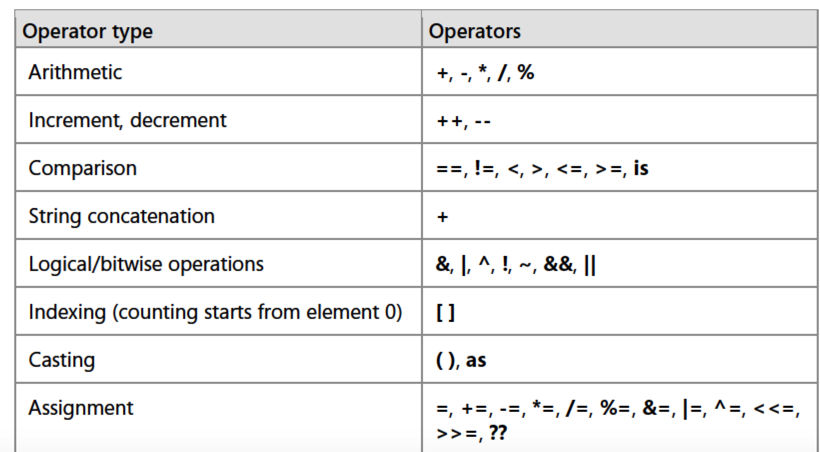 Operator type Operators
Arithmetic +, -, *, /, %
Increment, decrement ++, --
Comparison ==, !=, <, >, <=, >=, is
String concatenation +
Logical/bitwise operations &, |, ^, !, ~, &&, ||
Indexing (counting starts from element 0) [ ]
Casting ( ), as
Assignment =, +=, -=, *=, /=, %=, &=, |=, ^=, <<=,
>>=, ??